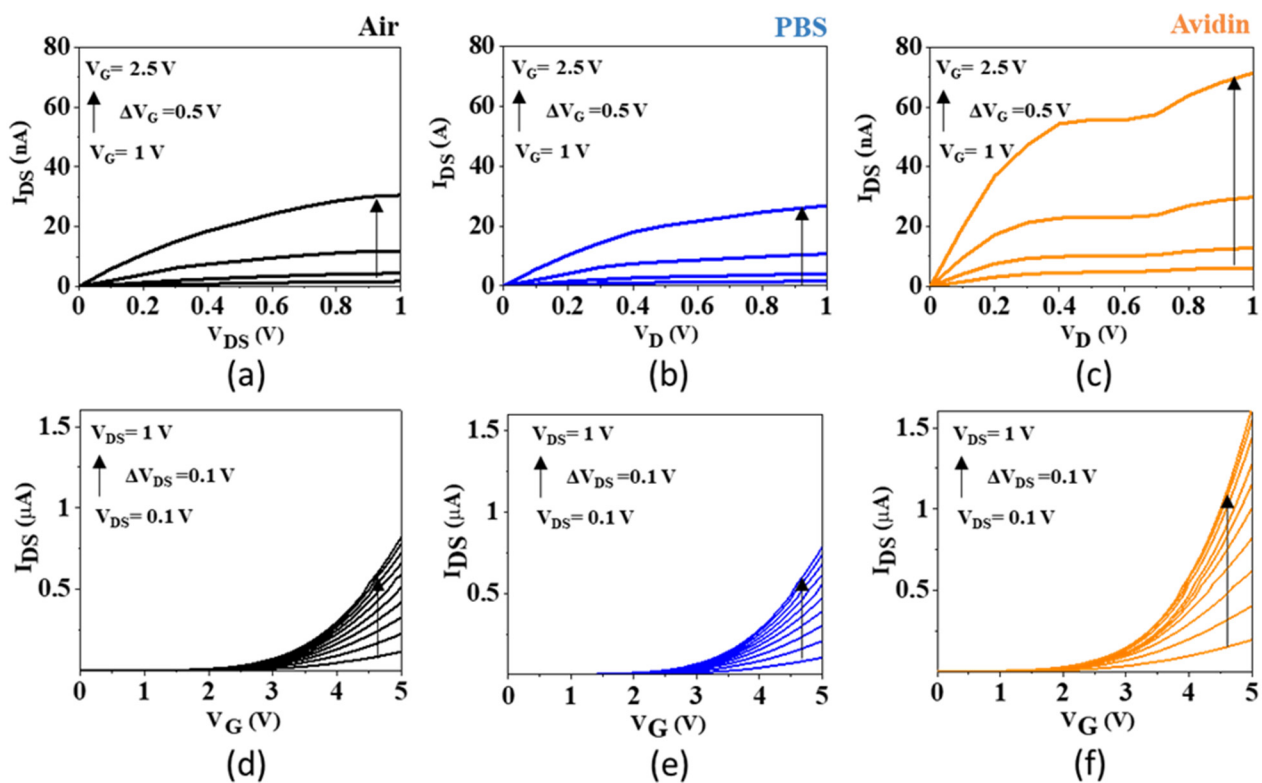 Air
80
60
40
20
0
I_DS (nA)
V_G= 2.5 V
ΔV_G =0.5 V
V_G= 1 V
0 0.2 0.4 0.6 0.8 1
V_DS (V)
(a)
PBS
80
60
40
20
0
I_DS (A)
V_G= 2.5 V
ΔV_G =0.5 V
V_G= 1 V
0 0.2 0.4 0.6 0.8 1
V_D (V)
(b)
Avidin
80
60
40
20
0
I_DS (nA)
V_G= 2.5 V
ΔV_G =0.5 V
V_G= 1 V
0 0.2 0.4 0.6 0.8 1
V_D (V)
(c)
1.5
1
0.5
I_DS (μA)
V_DS= 1 V
ΔV_DS =0.1 V
V_DS= 0.1 V
0 1 2 3 4 5
V_G (V)
(d)
1.5
1
0.5
I_DS (μA)
V_DS= 1 V
ΔV_DS =0.1 V
V_DS= 0.1 V
0 1 2 3 4 5
V_G (V)
(e)
1.5
1
0.5
I_DS (μA)
V_DS= 1 V
ΔV_DS =0.1 V
V_DS= 0.1 V
0 1 2 3 4 5
V_G (V)
(f)